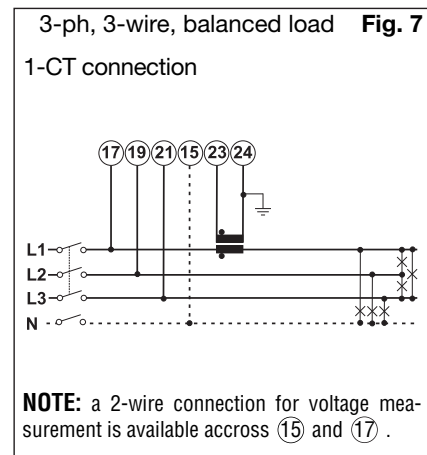 3-ph, 3-wire, balanced load Fig. 7
1-CT connection
17 19 21 15 23 24
L1
L2
L3
N
NOTE: a 2-wire connection for voltage mea-
surement is available accross 15 and 17 .